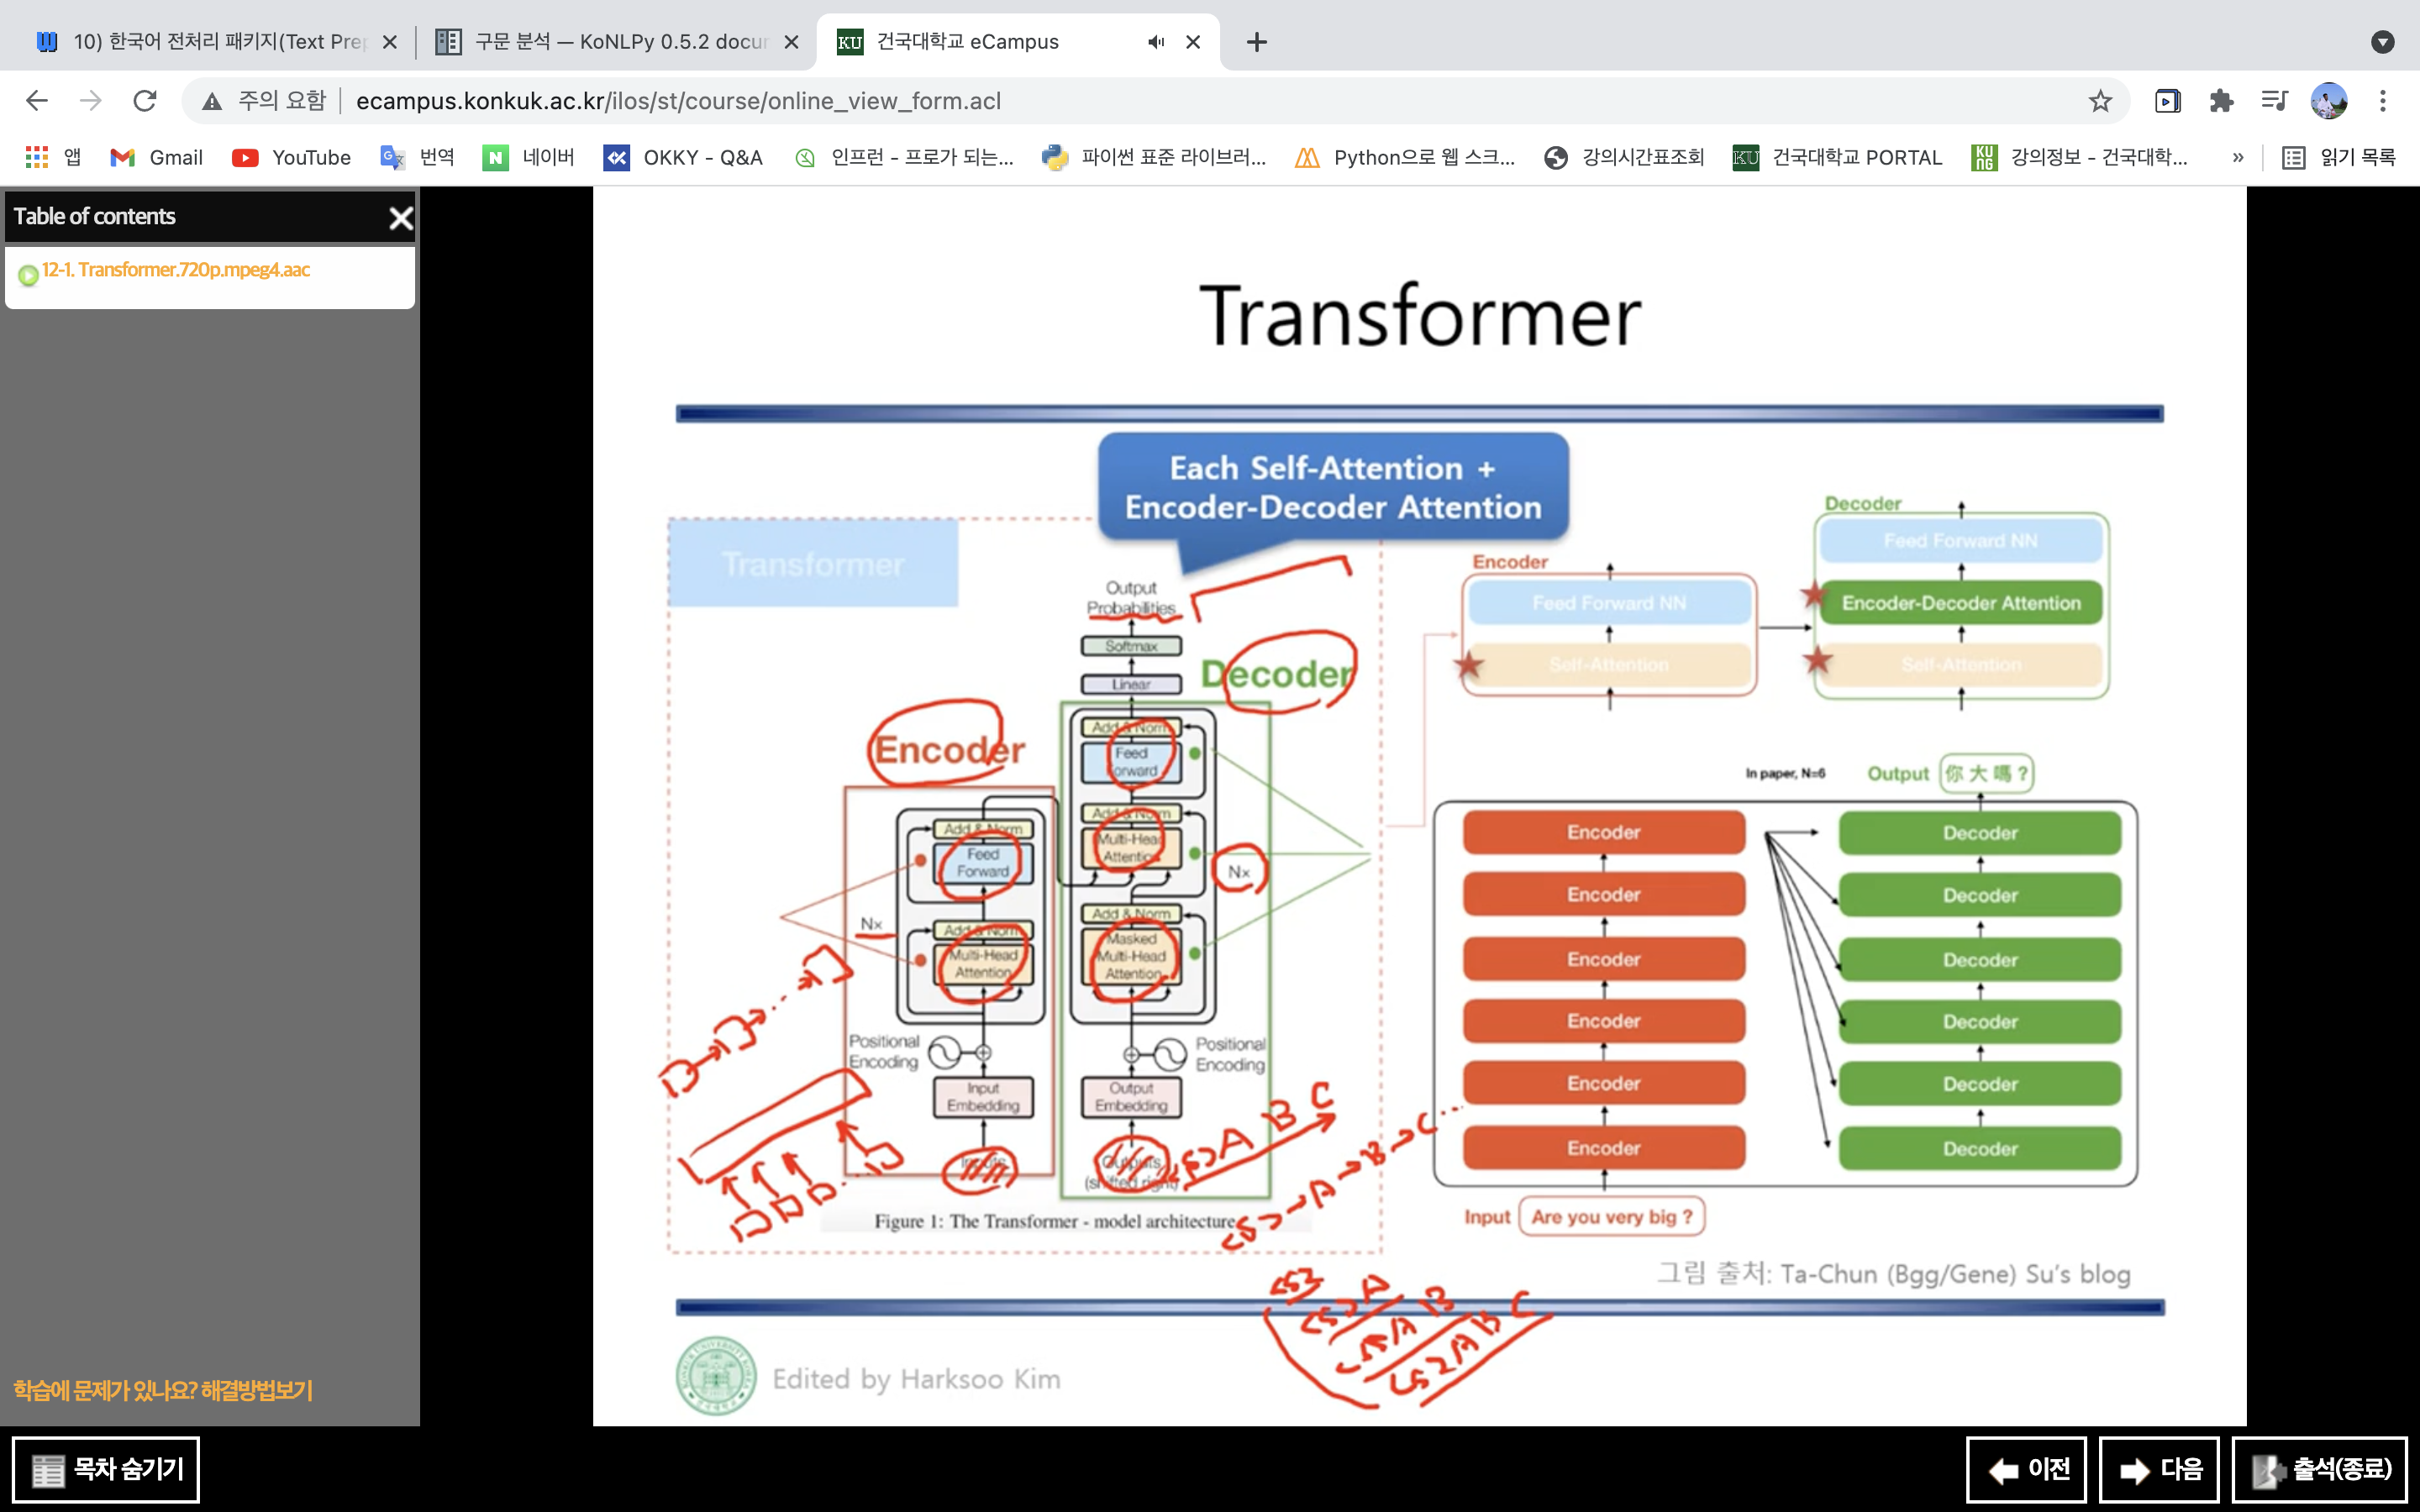 10) 한국어 전처리 패키지(Text Prep
구문 분석 — KoNLPy 0.5.2 docum
건국대학교 eCampus
주의 요함
ecampus.konkuk.ac.kr/ilos/st/course/online_view_form.acl
앱
Gmail
YouTube
번역
네이버
OKKY - Q&A
인프런 - 프로가 되는...
파이썬 표준 라이브러...
Python으로 웹 스크...
강의시간표조회
건국대학교 PORTAL
강의정보 - 건국대학...
»
읽기 목록
Table of contents
12-1. Transformer.720p.mpeg4.aac
Transformer
Each Self-Attention +
Encoder-Decoder Attention
Transformer
Output
Probabilities
Softmax
Linear
Decoder
Encoder
Add & Norm
Feed
Forward
Add & Norm
Multi-Head
Attention
Nx
Add & Norm
Masked
Multi-Head
Attention
Add & Norm
Feed
Forward
Nx
Add & Norm
Multi-Head
Attention
Positional
Encoding
Positional
Encoding
Input
Embedding
Output
Embedding
Inputs
Outputs
(shifted right)
<s> A B C
<s> → A → B → C
Figure 1: The Transformer - model architecture
Encoder
Feed Forward NN
Self-Attention
Decoder
Feed Forward NN
Encoder-Decoder Attention
Self-Attention
In paper, N=6
Output
你 大 嗎 ?
Encoder
Encoder
Encoder
Encoder
Encoder
Encoder
Decoder
Decoder
Decoder
Decoder
Decoder
Decoder
Input
Are you very big ?
그림 출처: Ta-Chun (Bgg/Gene) Su's blog
<s>
<s> A
<s> A B
<s> A B C
Edited by Harksoo Kim
학습에 문제가 있나요? 해결방법보기
목차 숨기기
이전
다음
출석(종료)